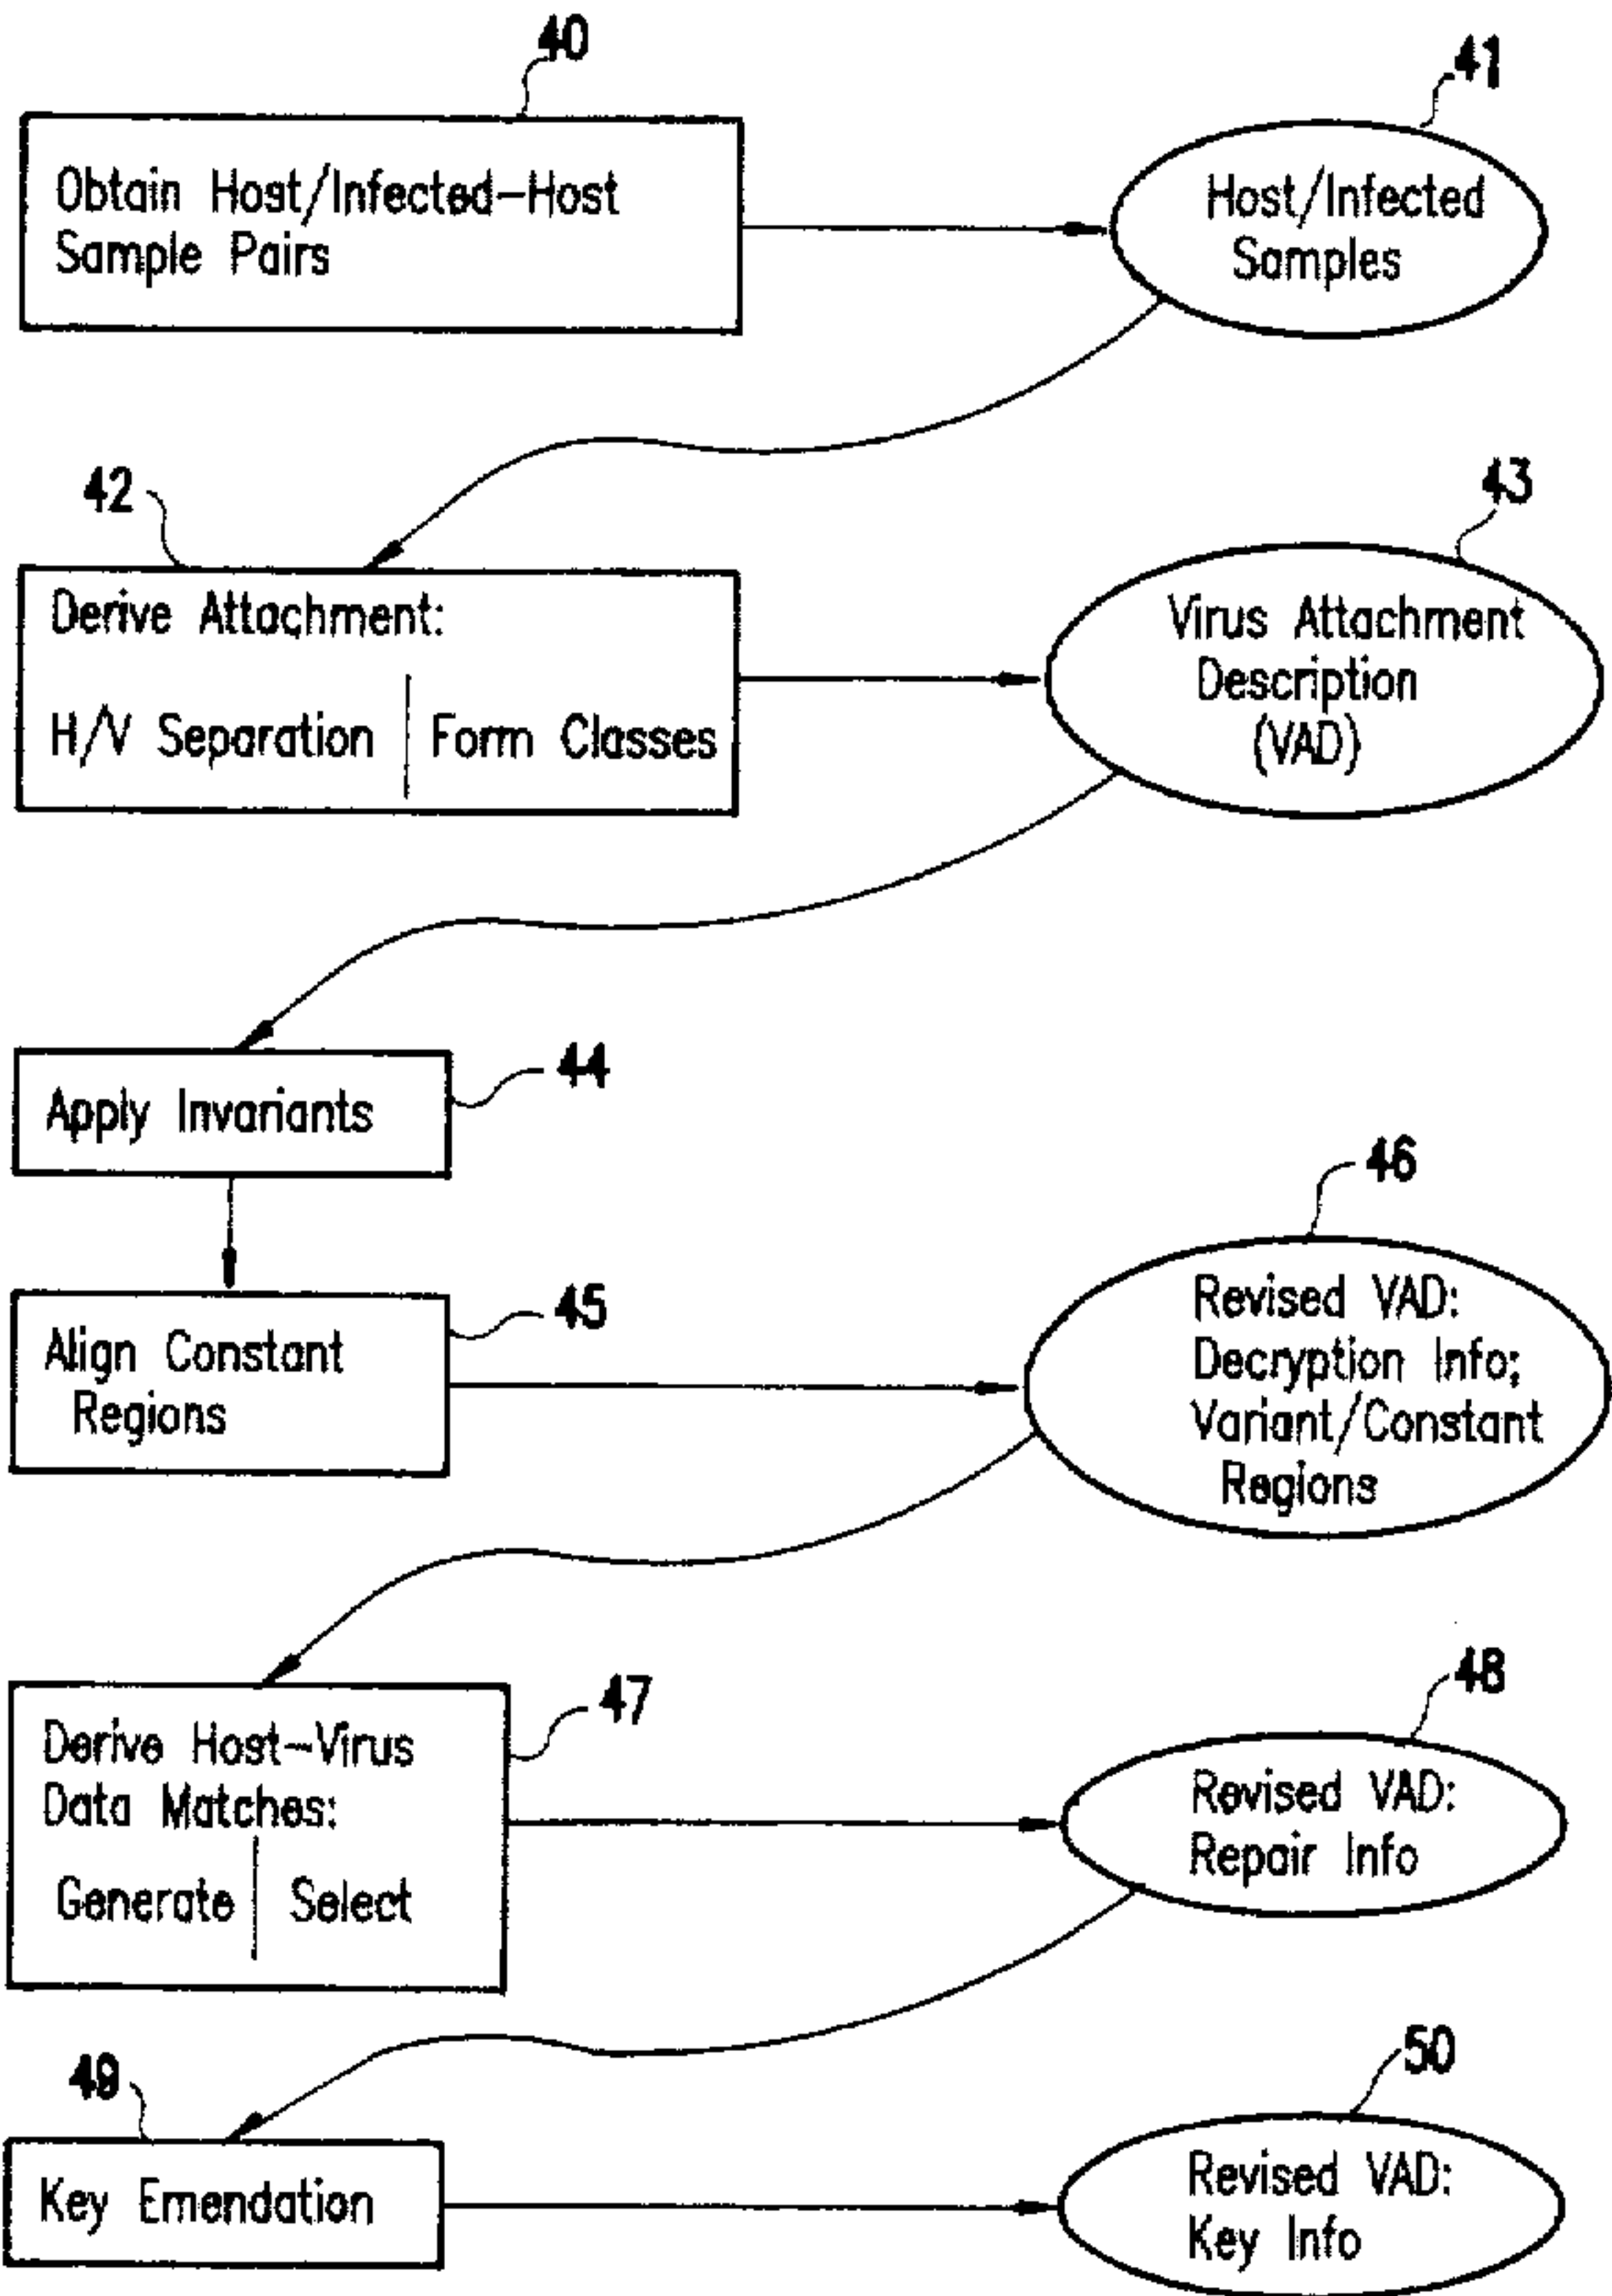 40
41
Obtain Host/Infected-Host
Sample Pairs
Host/Infected
Samples
42
43
Derive Attachment:
H/V Separation | Form Classes
Virus Attachment
Description
(VAD)
44
Apply Invariants
45
Align Constant
Regions
46
Revised VAD:
Decryption Info;
Variant/Constant
Regions
47
Derive Host-Virus
Data Matches:
Generate | Select
48
Revised VAD:
Repair Info
49
Key Emendation
50
Revised VAD:
Key Info